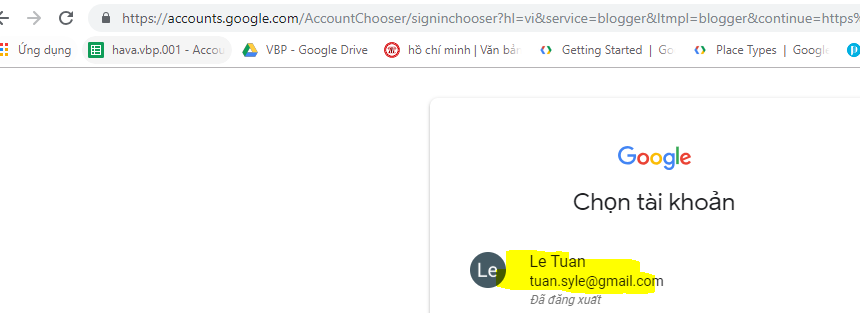 https://accounts.google.com/AccountChooser/signinchooser?hl=vi&service=blogger&ltmpl=blogger&continue=https%
Ứng dụng hava.vbp.001 - Accou VBP - Google Drive hồ chí minh | Văn bản Getting Started | Go Place Types | Google
Google
Chọn tài khoản
Le Le Tuan
tuan.syle@gmail.com
Đã đăng xuất